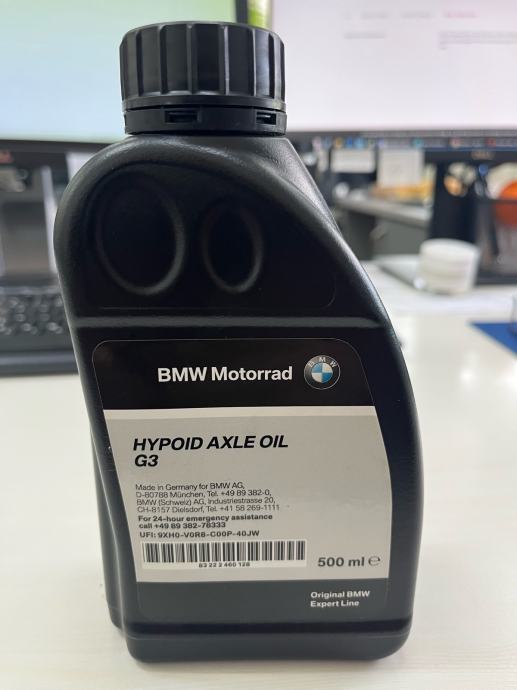 BMW Motorrad
BMW
HYPOID AXLE OIL
G3
Made in Germany for BMW AG,
D-80788 München, Tel. +49 89 382-0,
BMW (Schweiz) AG, Industriestrasse 20,
CH-8157 Dielsdorf, Tel. +41 58 269-1111
For 24-hour emergency assistance
call +49 89 382-78333
UFI: 9XH0-V0R8-C00P-40JW
83 22 2 460 128
500 ml ℮
Original BMW
Expert Line